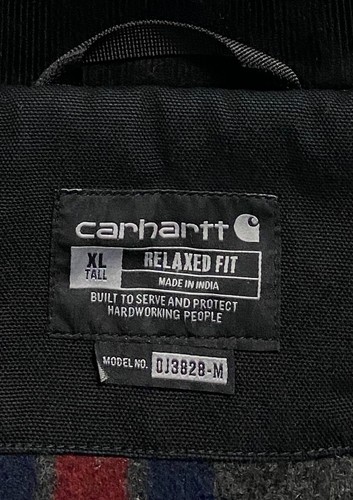 carhartt
XL
TALL
RELAXED FIT
MADE IN INDIA
BUILT TO SERVE AND PROTECT
HARDWORKING PEOPLE
MODEL NO. OJ3828-M